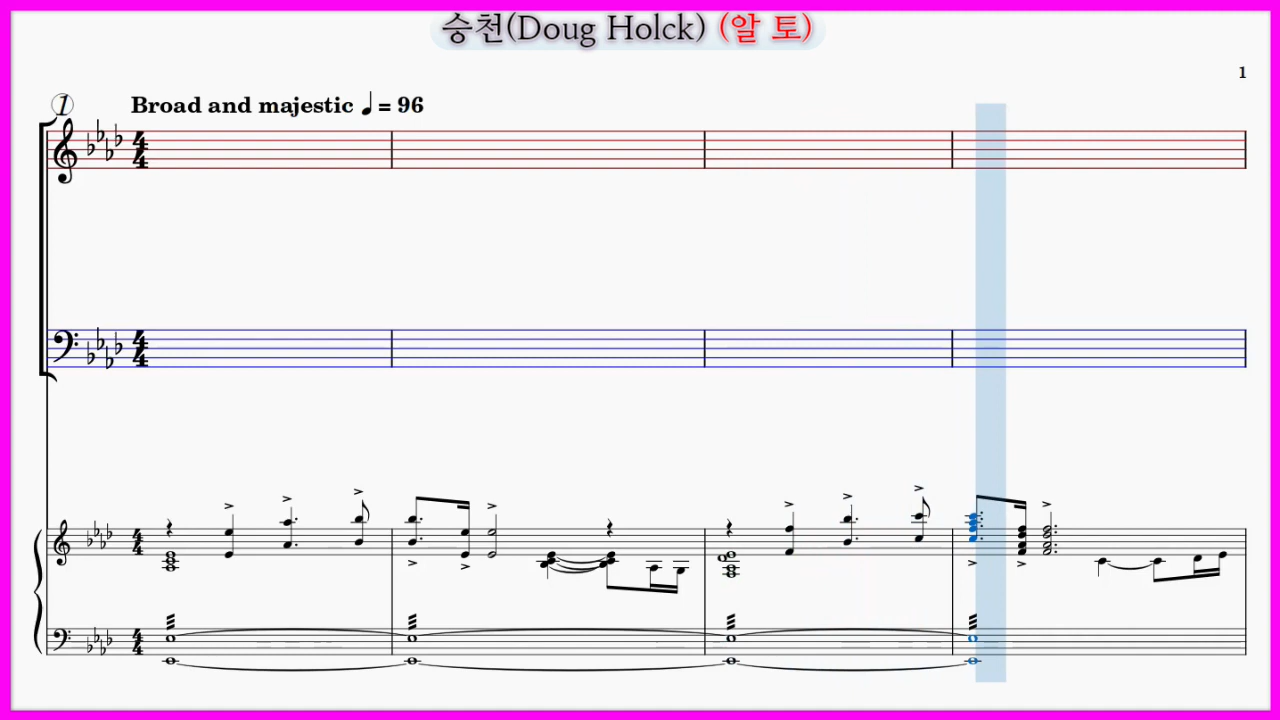 승천(Doug Holck) (알 토)
1
1
Broad and majestic ♩ = 96